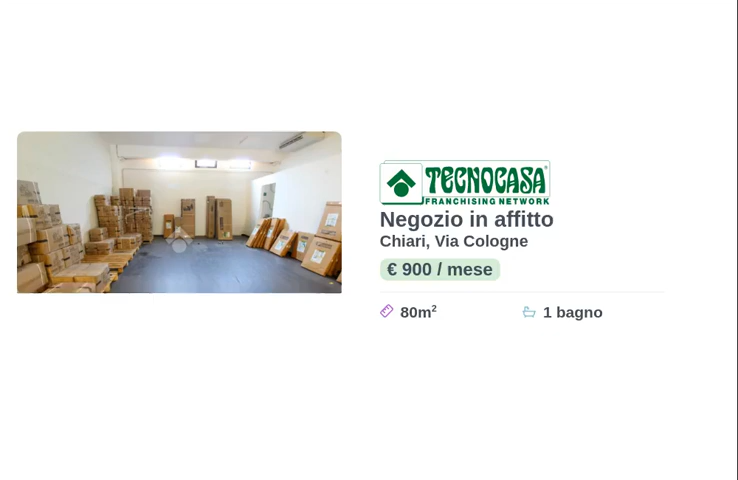 TECNOCASA
FRANCHISING NETWORK
Negozio in affitto
Chiari, Via Cologne
€ 900 / mese
80m²
1 bagno